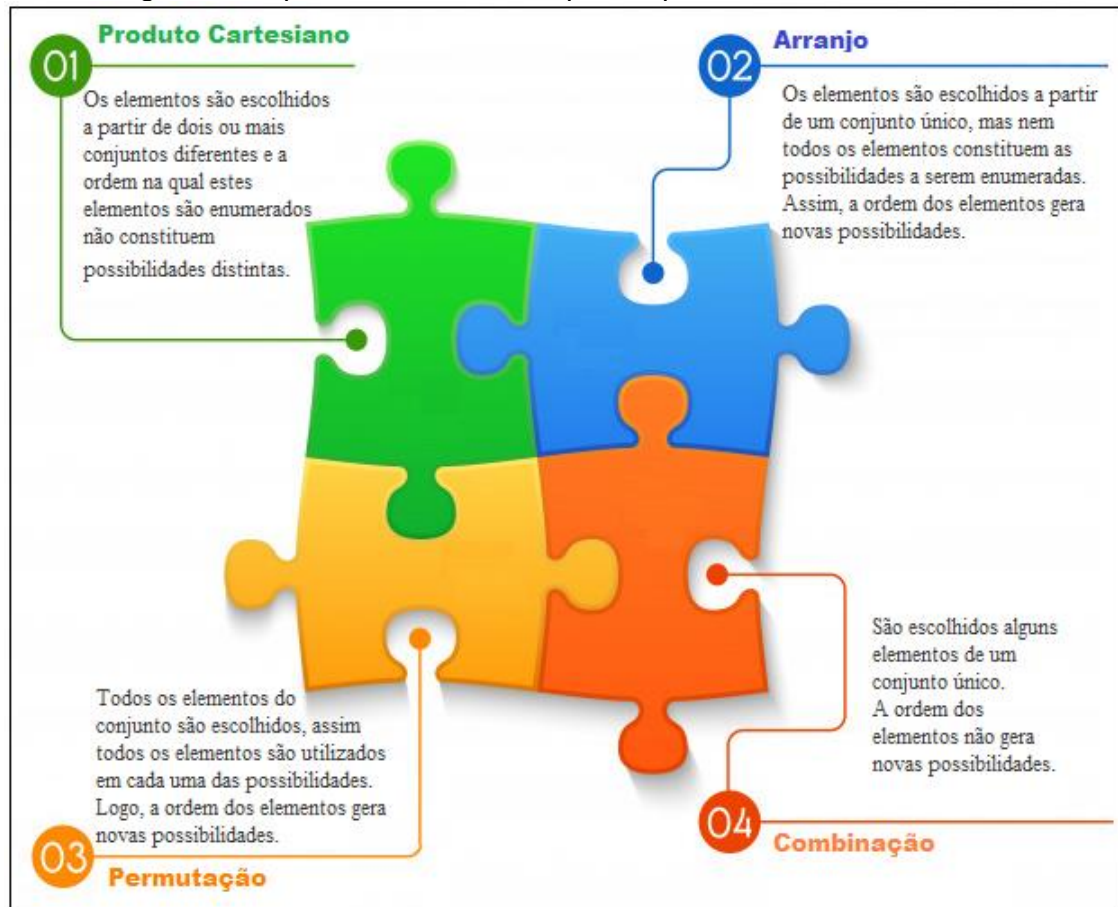 01
Produto Cartesiano
Os elementos são escolhidos
a partir de dois ou mais
conjuntos diferentes e a
ordem na qual estes
elementos são enumerados
não constituem
possibilidades distintas.
02
Arranjo
Os elementos são escolhidos a partir
de um conjunto único, mas nem
todos os elementos constituem as
possibilidades a serem enumeradas.
Assim, a ordem dos elementos gera
novas possibilidades.
Todos os elementos do
conjunto são escolhidos, assim
todos os elementos são utilizados
em cada uma das possibilidades.
Logo, a ordem dos elementos gera
novas possibilidades.
03
Permutação
São escolhidos alguns
elementos de um
conjunto único.
A ordem dos
elementos não gera
novas possibilidades.
04
Combinação